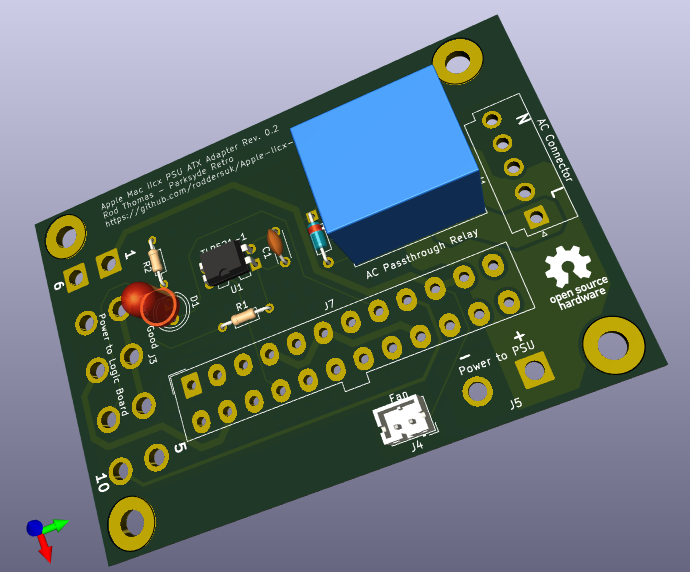 Apple Mac IIcx PSU ATX Adapter Rev. 0.2
Rod Thomas - Parksyde Retro
https://github.com/roddersuk/Apple-IIcx-
N
AC Connector
L
1
6
R2
U1
C1
AC Passthrough Relay
D1
R1
J7
Good
J3
Power to Logic Board
open source
hardware
+
-
Power to PSU
J5
Fan
J4
5
10